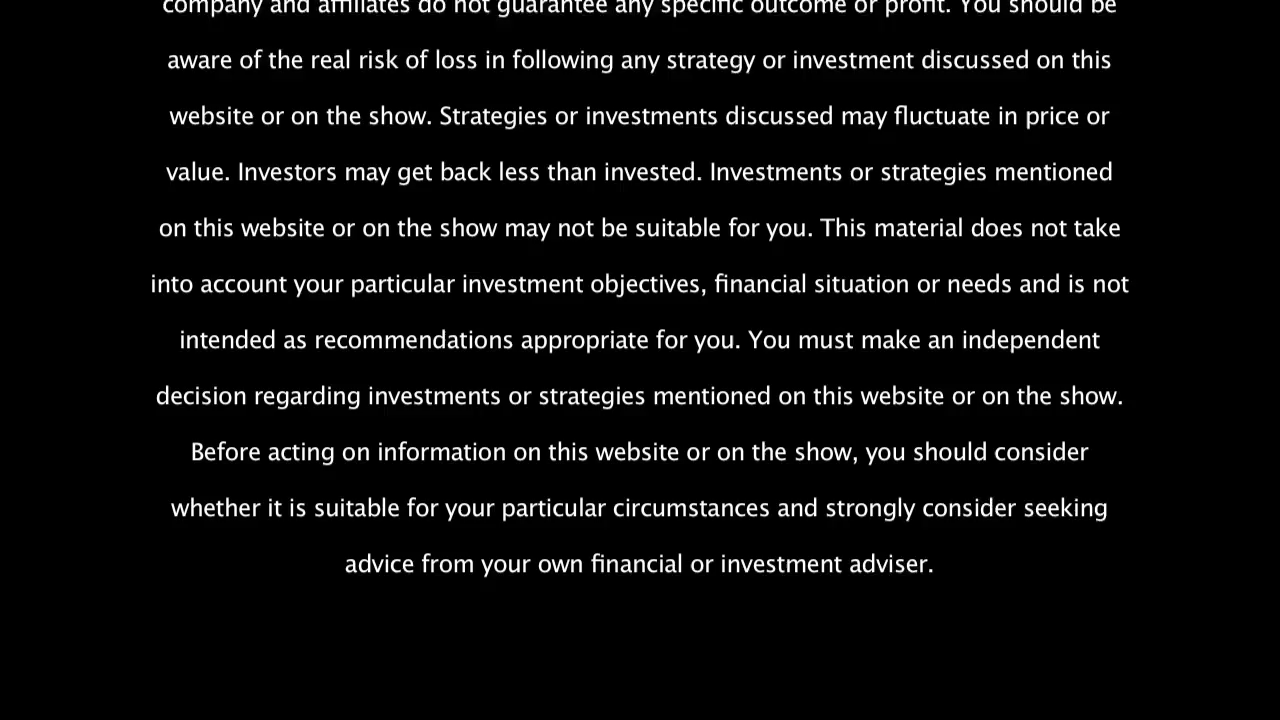 company and affiliates do not guarantee any specific outcome or profit. You should be
aware of the real risk of loss in following any strategy or investment discussed on this
website or on the show. Strategies or investments discussed may fluctuate in price or
value. Investors may get back less than invested. Investments or strategies mentioned
on this website or on the show may not be suitable for you. This material does not take
into account your particular investment objectives, financial situation or needs and is not
intended as recommendations appropriate for you. You must make an independent
decision regarding investments or strategies mentioned on this website or on the show.
Before acting on information on this website or on the show, you should consider
whether it is suitable for your particular circumstances and strongly consider seeking
advice from your own financial or investment adviser.